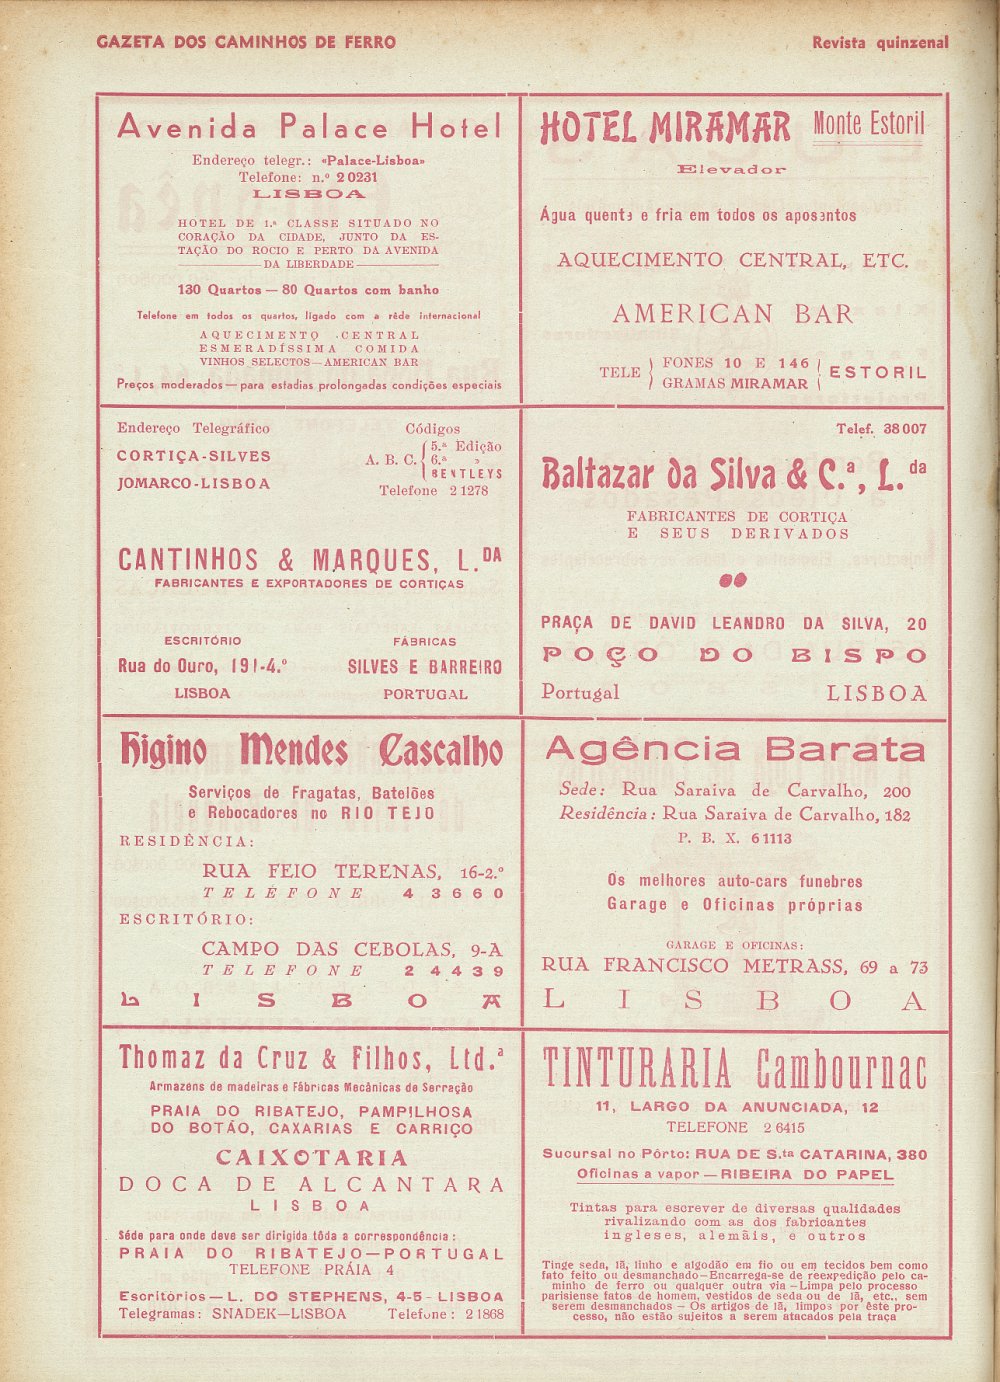 GAZETA DOS CAMINHOS DE FERRO
Revista quinzenal
Avenida Palace Hotel
Endereço telegr.: «Palace-Lisboa»
Telefone: n.º 20231
LISBOA
HOTEL DE 1.ª CLASSE SITUADO NO
CORAÇÃO DA CIDADE, JUNTO DA ES-
TAÇÃO DO ROCIO E PERTO DA AVENIDA
DA LIBERDADE
130 Quartos — 80 Quartos com banho
Telefone em todos os quartos, ligado com a rêde internacional
AQUECIMENTO CENTRAL
ESMERADÍSSIMA COMIDA
VINHOS SELECTOS—AMERICAN BAR
Preços moderados — para estadias prolongadas condições especiais
HOTEL MIRAMAR Monte Estoril
Elevador
Água quente e fria em todos os aposentos
AQUECIMENTO CENTRAL, ETC.
AMERICAN BAR
TELE FONES 10 E 146 ESTORIL
GRAMAS MIRAMAR
Endereço Telegráfico
CORTIÇA-SILVES
JOMARCO-LISBOA
Códigos
A. B. C. 5.ª Edição
6.ª »
BENTLEYS
Telefone 21278
CANTINHOS & MARQUES, L.DA
FABRICANTES E EXPORTADORES DE CORTIÇAS
ESCRITÓRIO
Rua do Ouro, 191-4.º
LISBOA
FÁBRICAS
SILVES E BARREIRO
PORTUGAL
Telef. 38007
Baltazar da Silva & C.ª, L.da
FABRICANTES DE CORTIÇA
E SEUS DERIVADOS
PRAÇA DE DAVID LEANDRO DA SILVA, 20
POÇO DO BISPO
Portugal LISBOA
Higino Mendes Cascalho
Serviços de Fragatas, Batelões
e Rebocadores no RIO TEJO
RESIDÊNCIA:
RUA FEIO TERENAS, 16-2.º
TELEFONE 43660
ESCRITÓRIO:
CAMPO DAS CEBOLAS, 9-A
TELEFONE 24439
LISBOA
Agência Barata
Sede: Rua Saraiva de Carvalho, 200
Residência: Rua Saraiva de Carvalho, 182
P. B. X. 61113
Os melhores auto-cars funebres
Garage e Oficinas próprias
GARAGE E OFICINAS:
RUA FRANCISCO METRASS, 69 a 73
LISBOA
Thomaz da Cruz & Filhos, Ltd.ª
Armazens de madeiras e Fábricas Mecânicas de Serração
PRAIA DO RIBATEJO, PAMPILHOSA
DO BOTÃO, CAXARIAS E CARRIÇO
CAIXOTARIA
DOCA DE ALCANTARA
LISBOA
Séde para onde deve ser dirigida tôda a correspondência:
PRAIA DO RIBATEJO—PORTUGAL
TELEFONE PRÁIA 4
Escritórios — L. DO STEPHENS, 4-5 - LISBOA
Telegramas: SNADEK—LISBOA Telefone: 21868
TINTURARIA Cambournac
11, LARGO DA ANUNCIADA, 12
TELEFONE 26415
Sucursal no Pôrto: RUA DE S.ta CATARINA, 380
Oficinas a vapor — RIBEIRA DO PAPEL
Tintas para escrever de diversas qualidades
rivalizando com as dos fabricantes
ingleses, alemãis, e outros
Tinge seda, lã, linho e algodão em fio ou em tecidos bem como
fato feito ou desmanchado—Encarrega-se de reexpedição pelo ca-
minho de ferro ou qualquer outra via — Limpa pelo processo
parisiense fatos de homem, vestidos de seda ou de lã, etc., sem
serem desmanchados — Os artigos de lã, limpos por êste pro-
cesso, não estão sujeitos a serem atacados pela traça